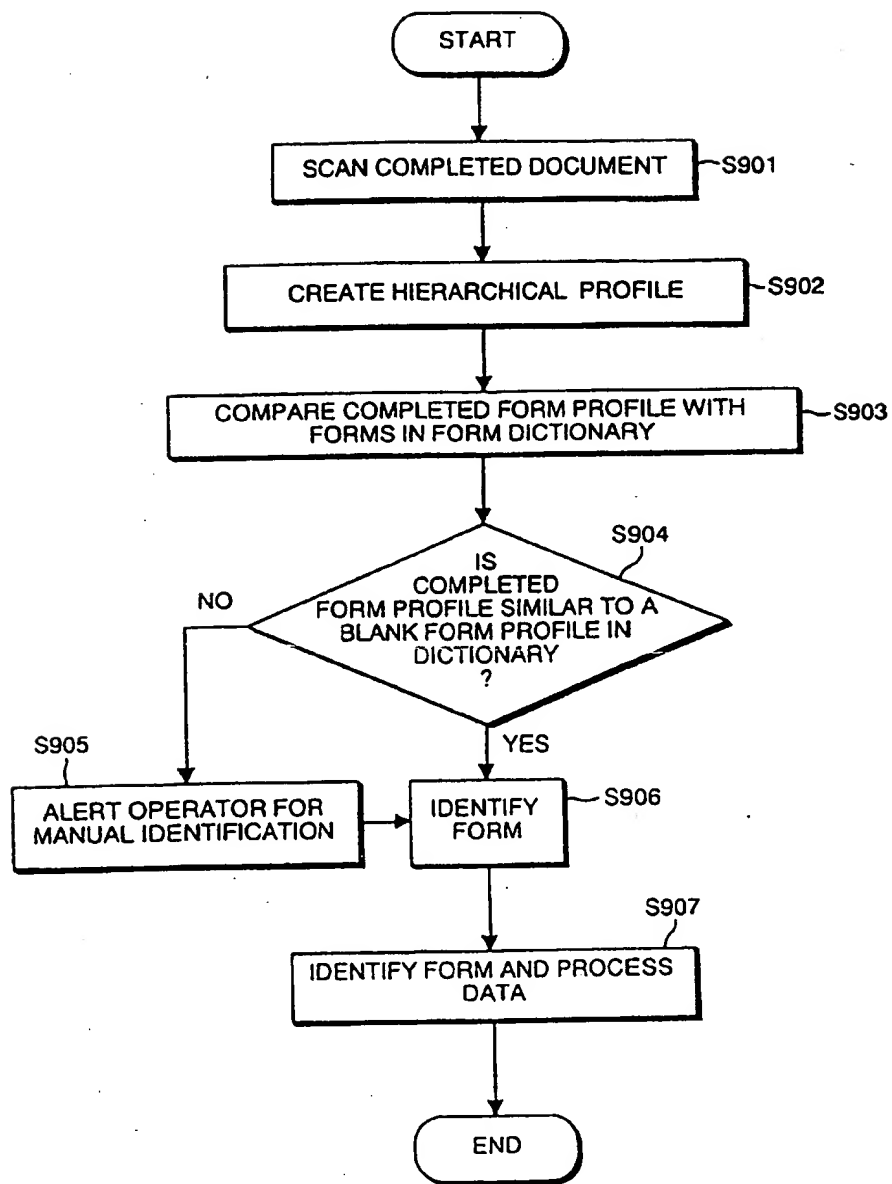 START
SCAN COMPLETED DOCUMENT
S901
CREATE HIERARCHICAL PROFILE
S902
COMPARE COMPLETED FORM PROFILE WITH
FORMS IN FORM DICTIONARY
S903
S904
IS
COMPLETED
FORM PROFILE SIMILAR TO A
BLANK FORM PROFILE IN
DICTIONARY
?
NO
YES
S905
ALERT OPERATOR FOR
MANUAL IDENTIFICATION
IDENTIFY
FORM
S906
S907
IDENTIFY FORM AND PROCESS
DATA
END